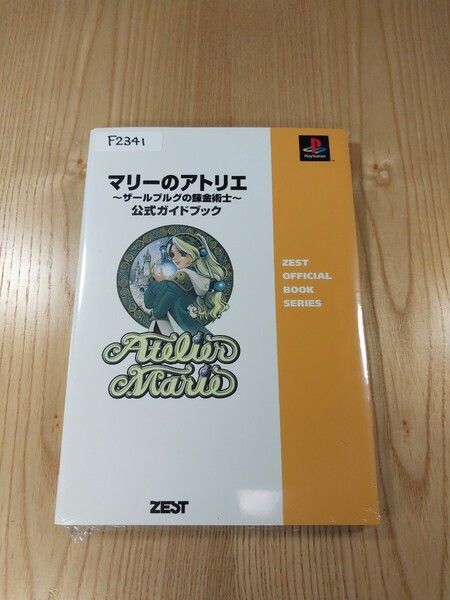 F2341
PlayStation
マリーのアトリエ
～ザールブルグの錬金術士～
公式ガイドブック
ZEST
OFFICIAL
BOOK
SERIES
Atelier
Marie
ZEST